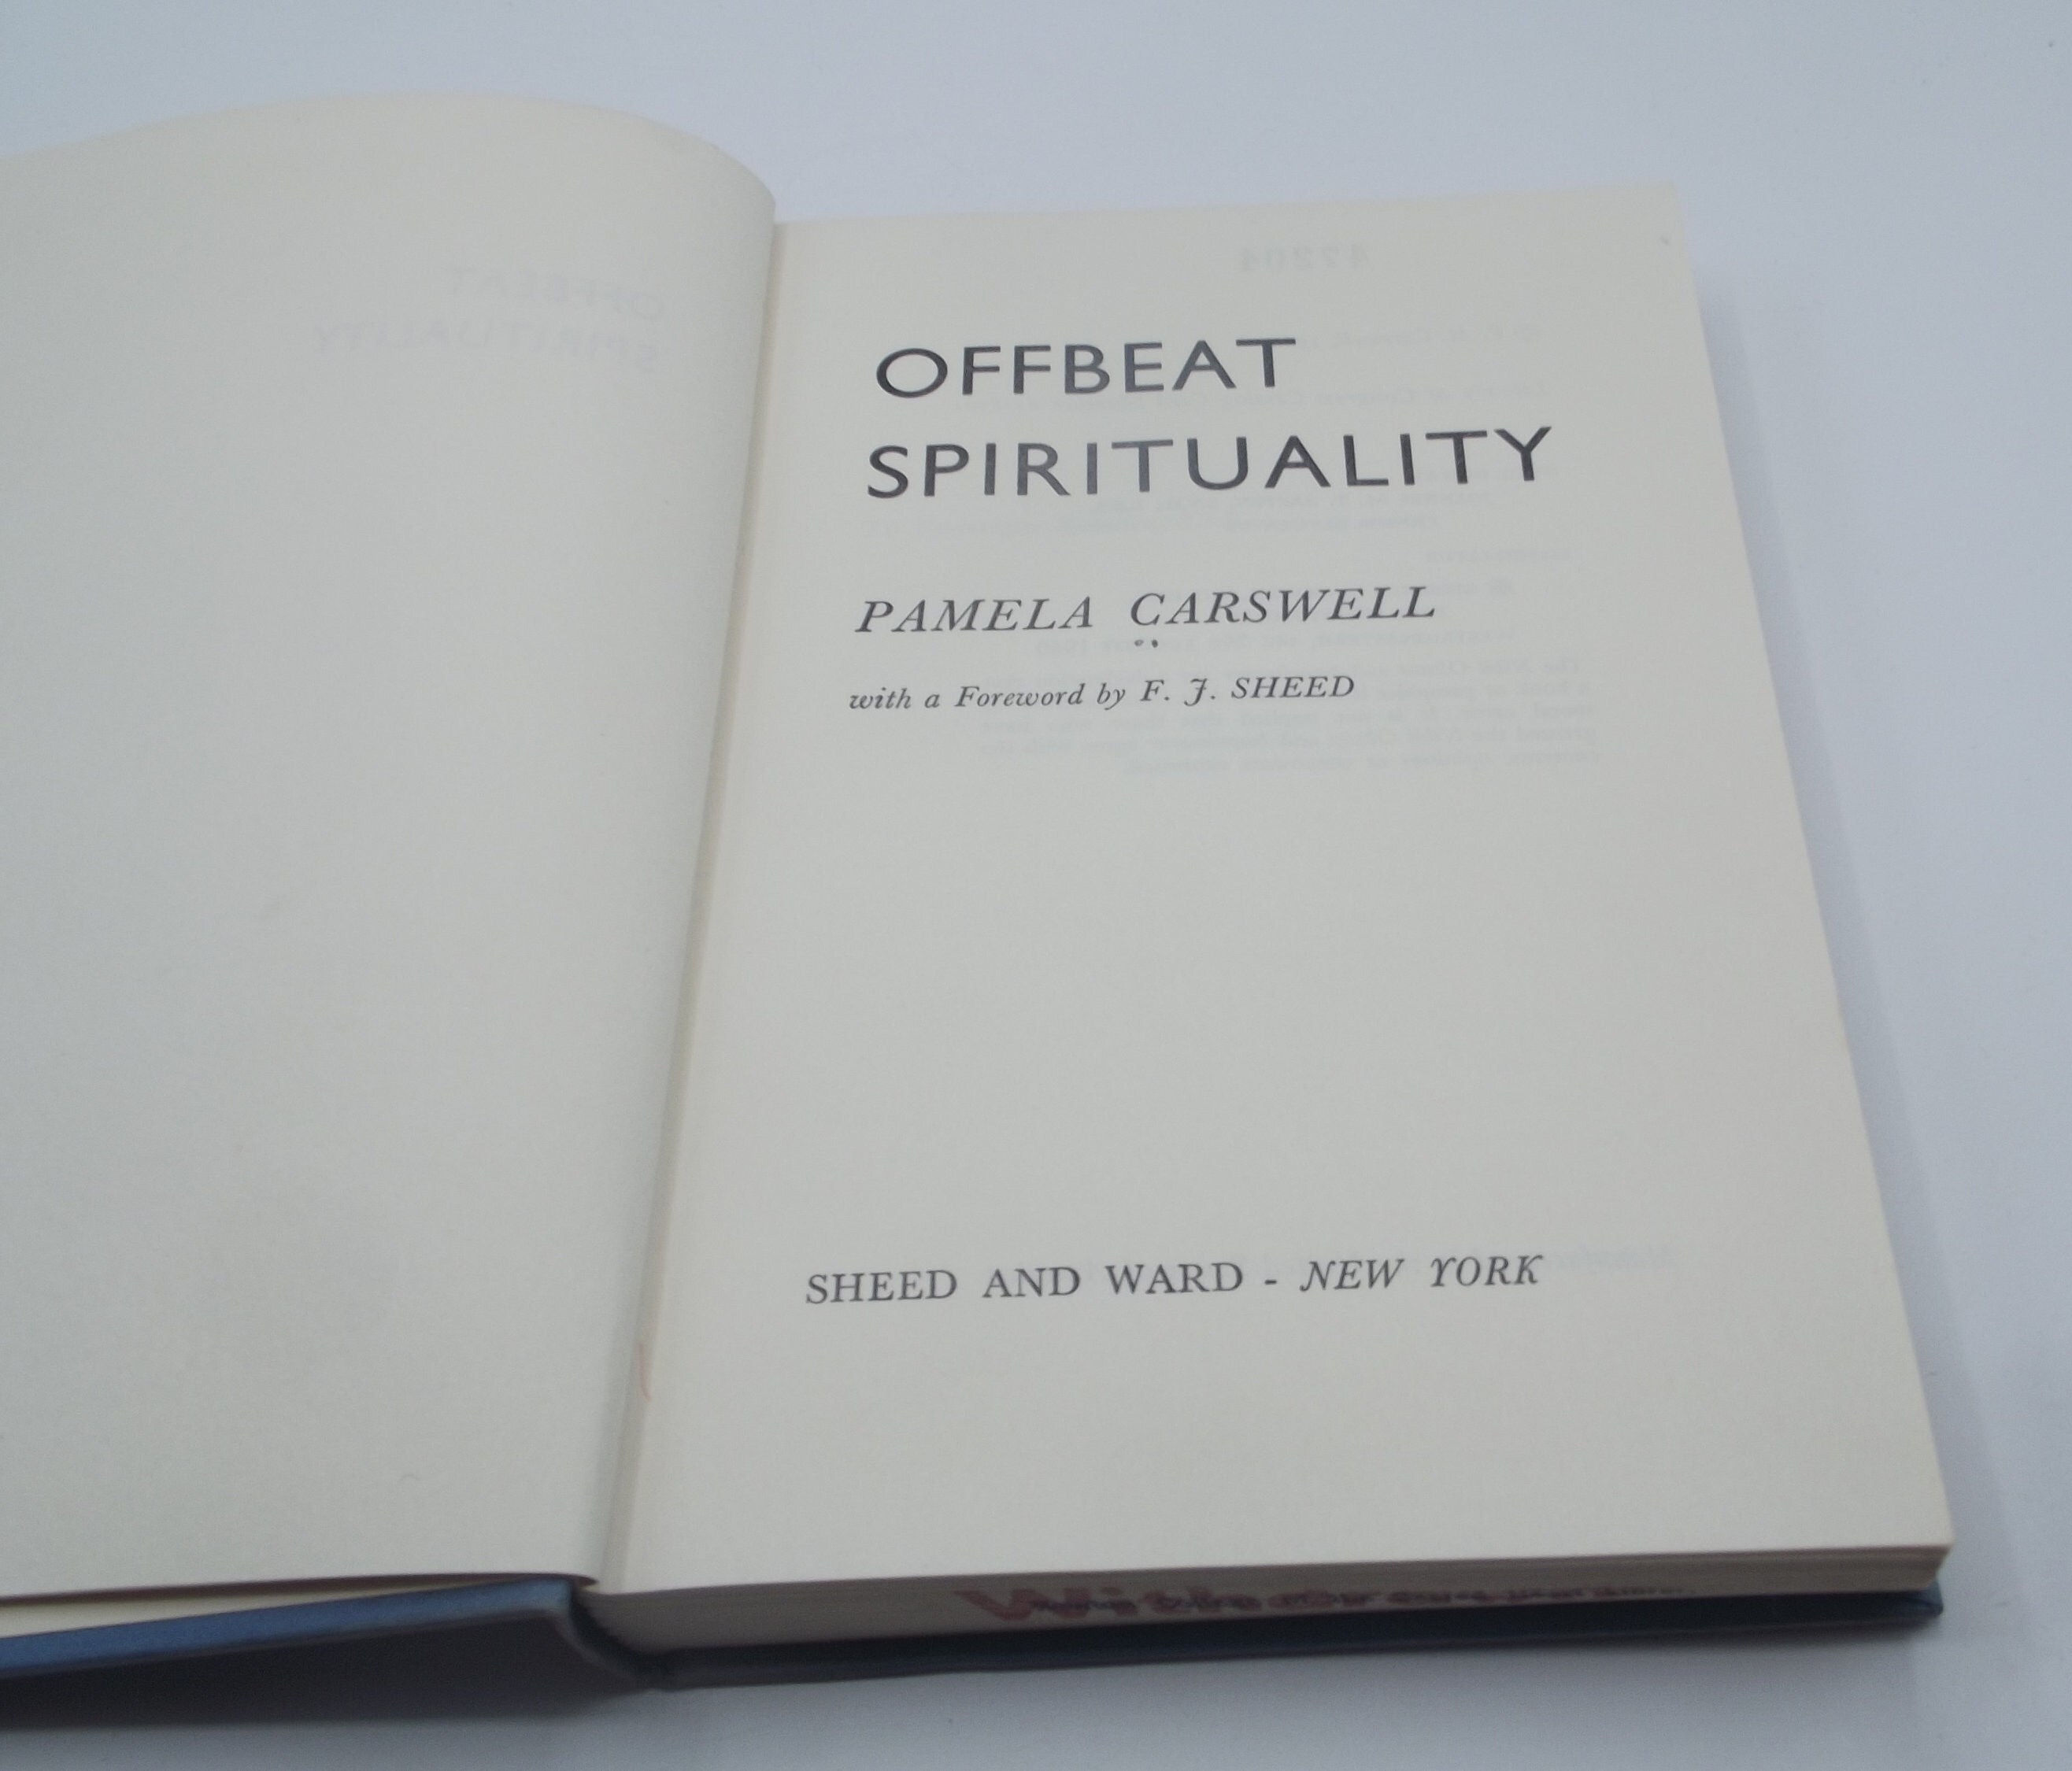 OFFBEAT
SPIRITUALITY
PAMELA CARSWELL
with a Foreword by F. J. SHEED
SHEED AND WARD - NEW YORK